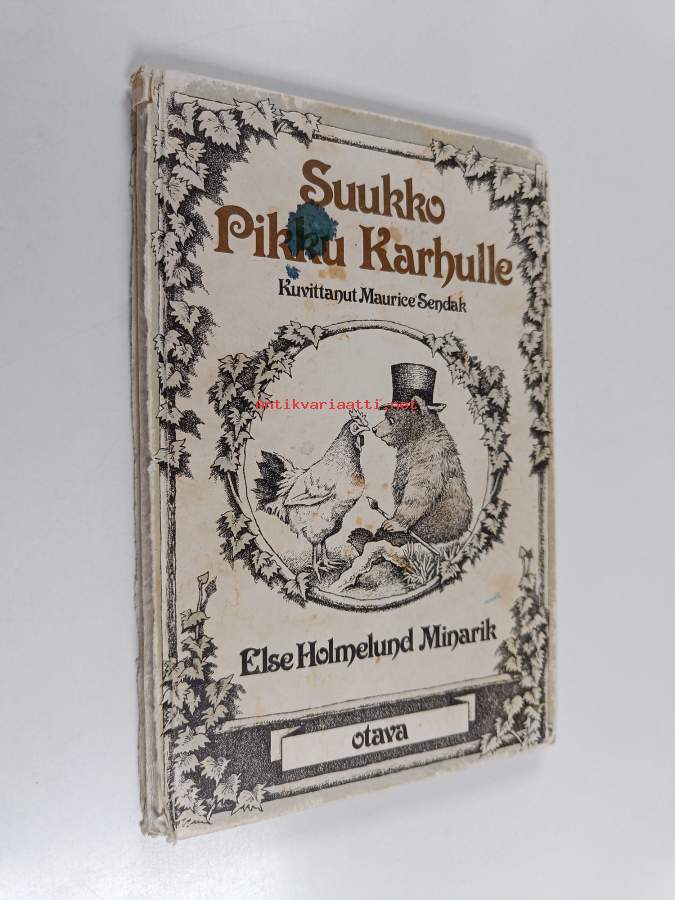 Suukko
Pikku Karhulle
Kuvittanut Maurice Sendak
antikvariaatti.net
Else Holmelund Minarik
otava